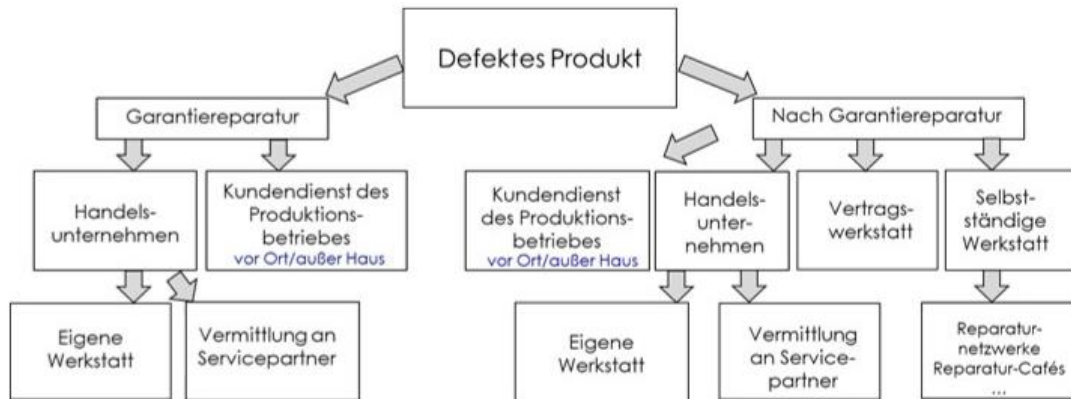 Defektes Produkt
Garantiereparatur
Nach Garantiereparatur
Handels-
unternehmen
Kundendienst des
Produktions-
betriebes
vor Ort/außer Haus
Kundendienst
des Produktions-
betriebes
vor Ort/außer Haus
Handels-
unter-
nehmen
Vertrags-
werkstatt
Selbst-
ständige
Werkstatt
Eigene
Werkstatt
Vermittlung an
Servicepartner
Eigene
Werkstatt
Vermittlung
an Service-
partner
Reparatur-
netzwerke
Reparatur-Cafés
...